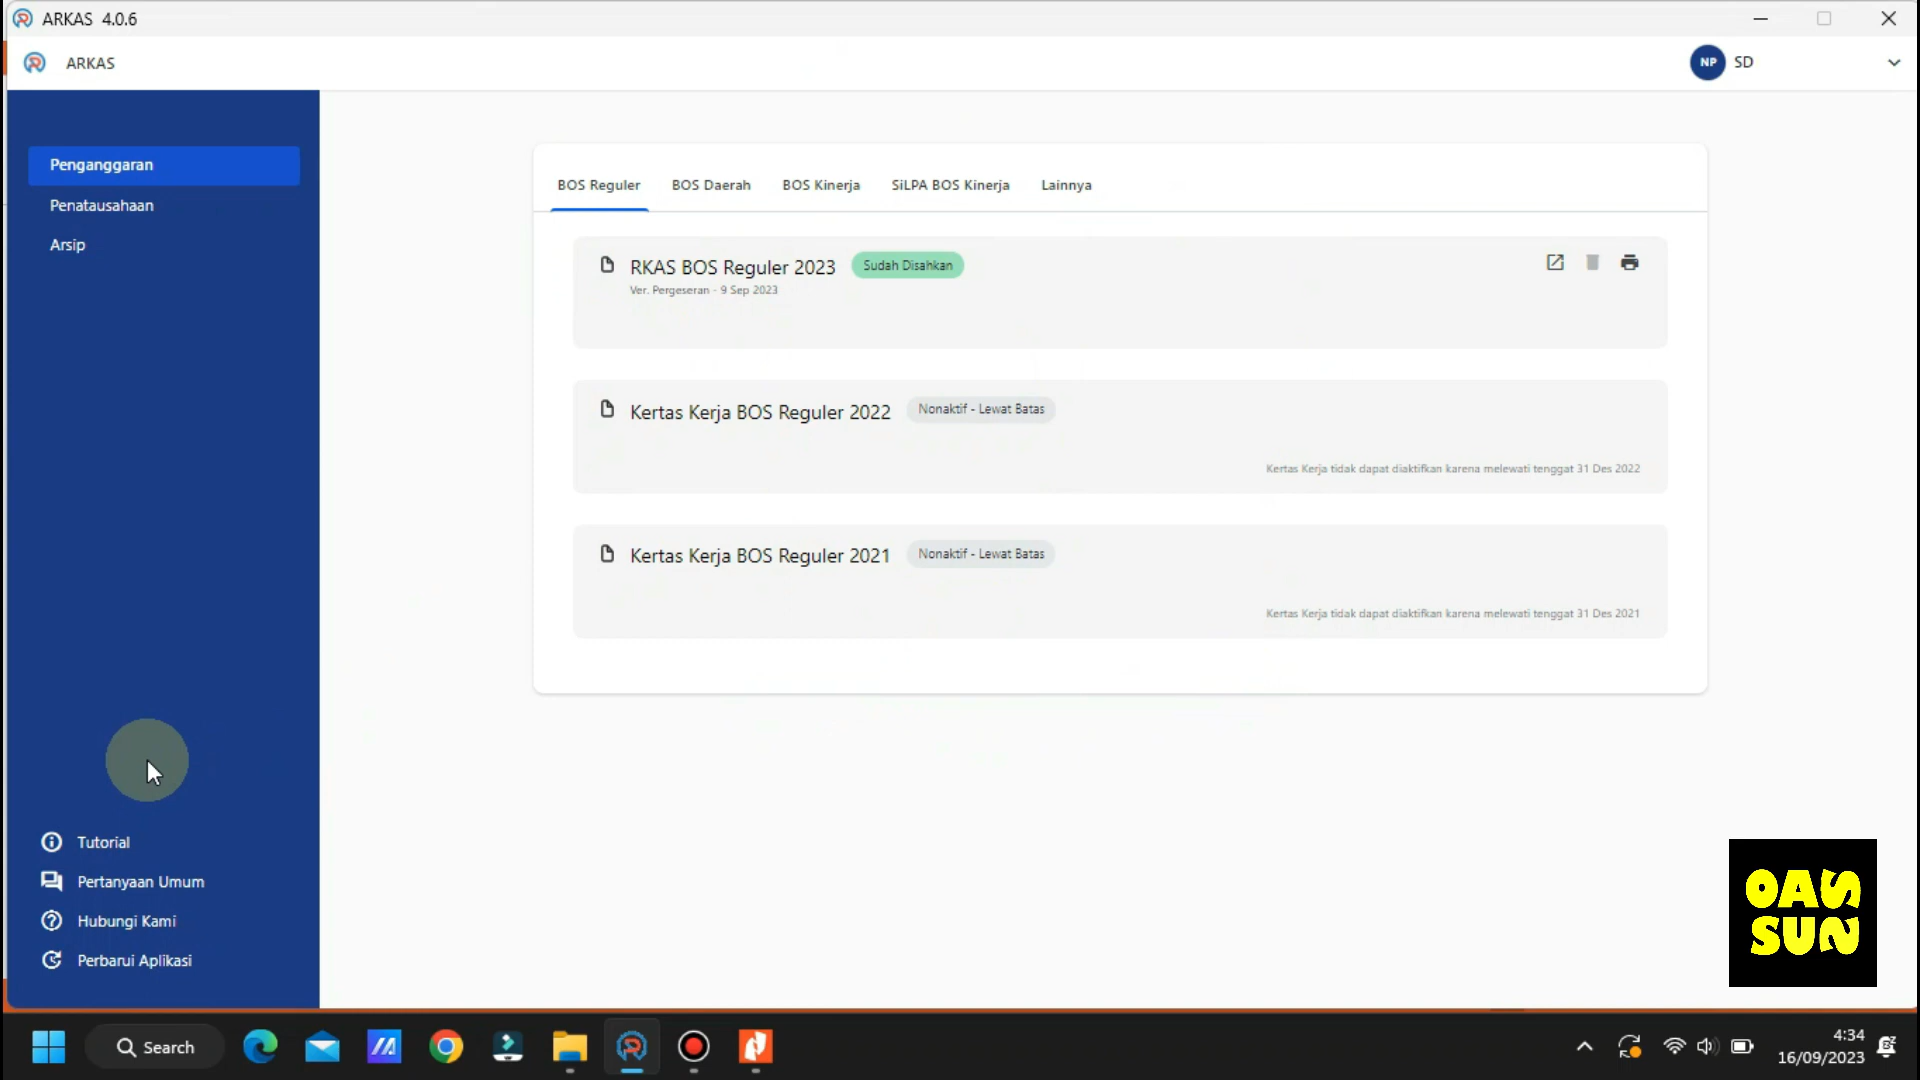 ARKAS 4.0.6
ARKAS
NP SD
Penganggaran
Penatausahaan
Arsip
BOS Reguler BOS Daerah BOS Kinerja SiLPA BOS Kinerja Lainnya
RKAS BOS Reguler 2023 Sudah Disahkan
Ver. Pergeseran - 9 Sep 2023
Kertas Kerja BOS Reguler 2022 Nonaktif - Lewat Batas
Kertas Kerja tidak dapat diaktifkan karena melewati tenggat 31 Des 2022
Kertas Kerja BOS Reguler 2021 Nonaktif - Lewat Batas
Kertas Kerja tidak dapat diaktifkan karena melewati tenggat 31 Des 2021
Tutorial
Pertanyaan Umum
Hubungi Kami
Perbarui Aplikasi
OAS
SUN
Search
4:34
16/09/2023